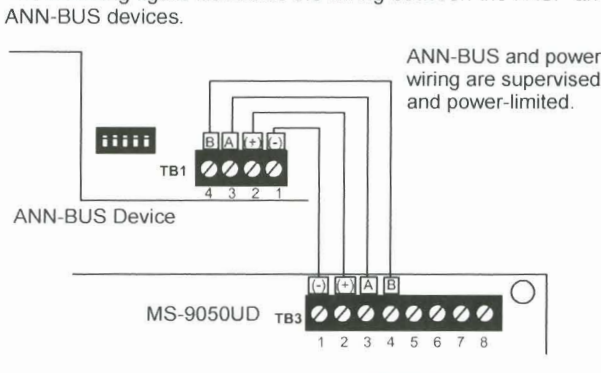 ANN-BUS devices.
ANN-BUS and power
wiring are supervised
and power-limited.
B A (+) (-)
TB1
4 3 2 1
ANN-BUS Device
(-) (+) A B
MS-9050UD TB3
1 2 3 4 5 6 7 8